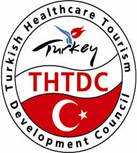 Turkish Healthcare Tourism
Turkey
THTDC
Development Council